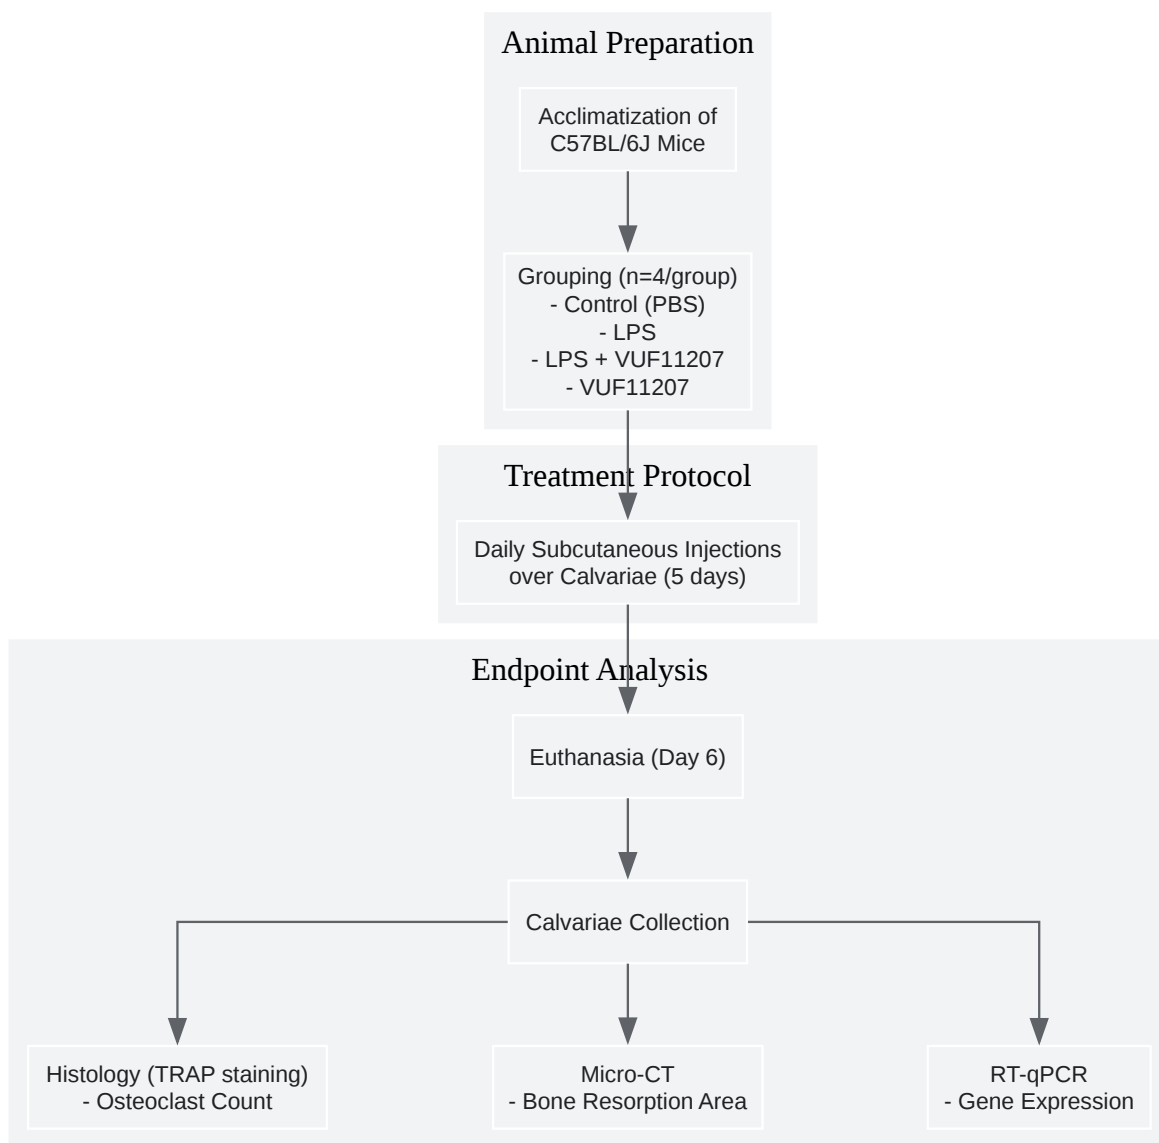 Animal Preparation
Acclimatization of
C57BL/6J Mice
Grouping (n=4/group)
- Control (PBS)
- LPS
- LPS + VUF11207
- VUF11207
Treatment Protocol
Daily Subcutaneous Injections
over Calvariae (5 days)
Endpoint Analysis
Euthanasia (Day 6)
Calvariae Collection
Histology (TRAP staining)
- Osteoclast Count
Micro-CT
- Bone Resorption Area
RT-qPCR
- Gene Expression